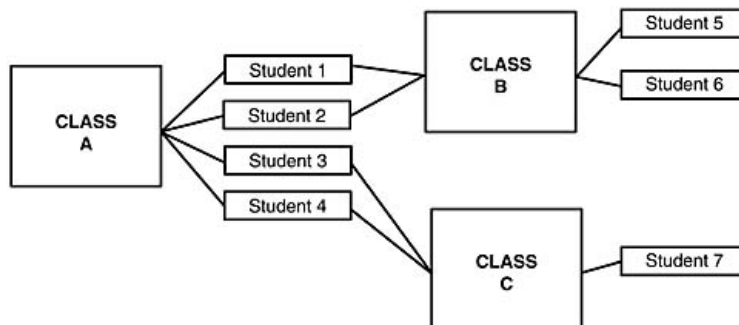 CLASS
A
Student 1
Student 2
Student 3
Student 4
CLASS
B
Student 5
Student 6
CLASS
C
Student 7